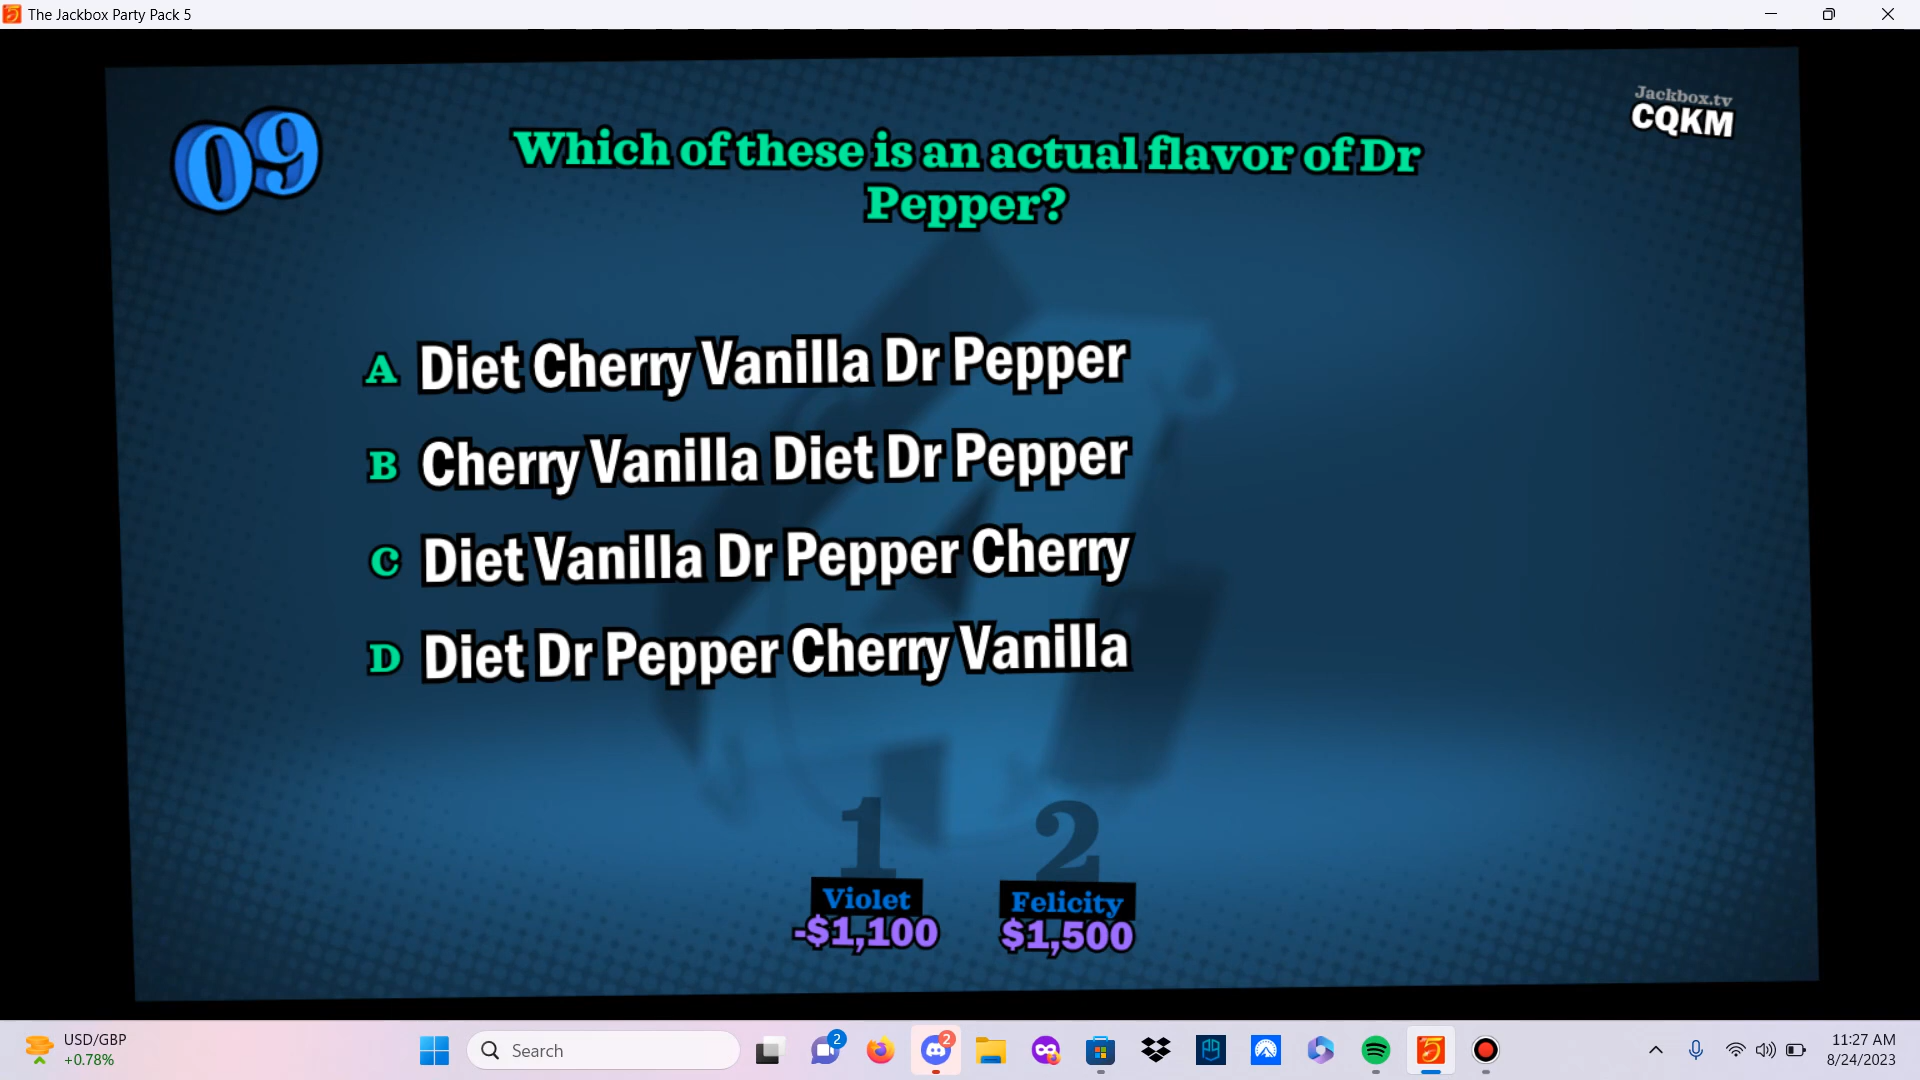 The Jackbox Party Pack 5
09
Jackbox.tv
CQKM
Which of these is an actual flavor of Dr
Pepper?
A Diet Cherry Vanilla Dr Pepper
B Cherry Vanilla Diet Dr Pepper
C Diet Vanilla Dr Pepper Cherry
D Diet Dr Pepper Cherry Vanilla
1 2
Violet Felicity
-$1,100 $1,500
USD/GBP
+0.78%
Search
2
2
11:27 AM
8/24/2023